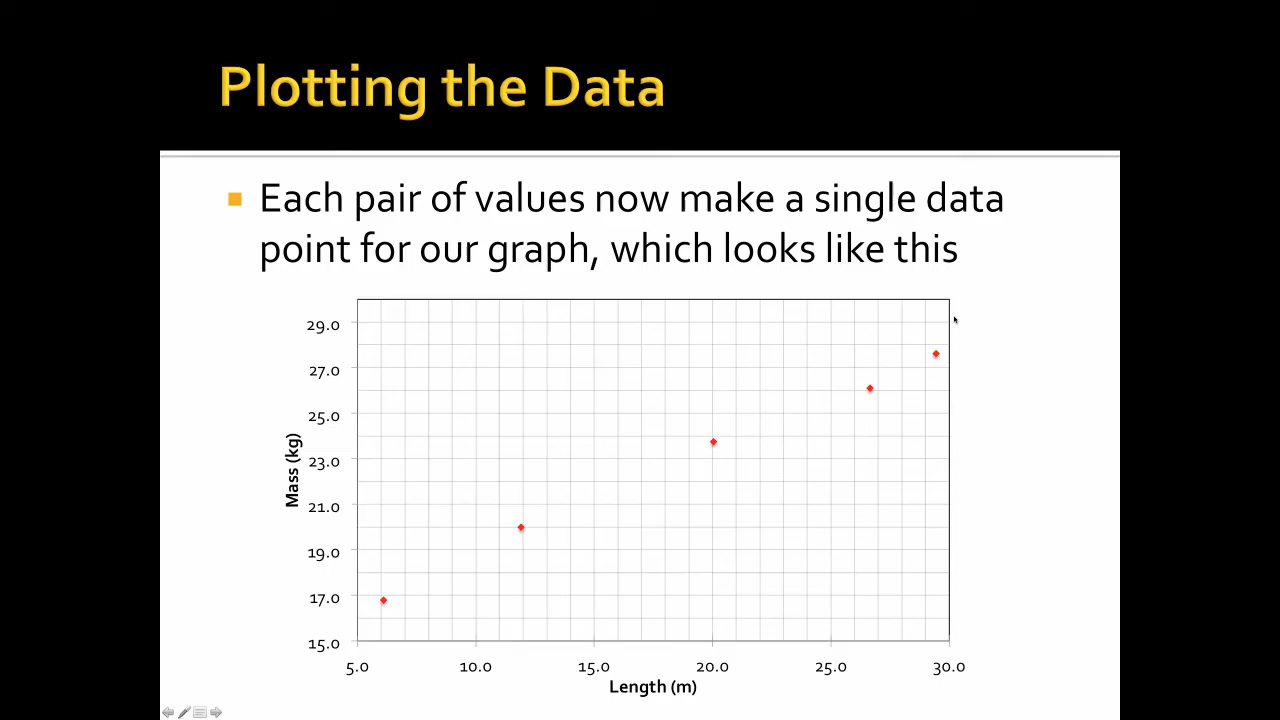 Plotting the Data
Each pair of values now make a single data
point for our graph, which looks like this
29.0
27.0
25.0
23.0
21.0
19.0
17.0
15.0
Mass (kg)
5.0 10.0 15.0 20.0 25.0 30.0
Length (m)